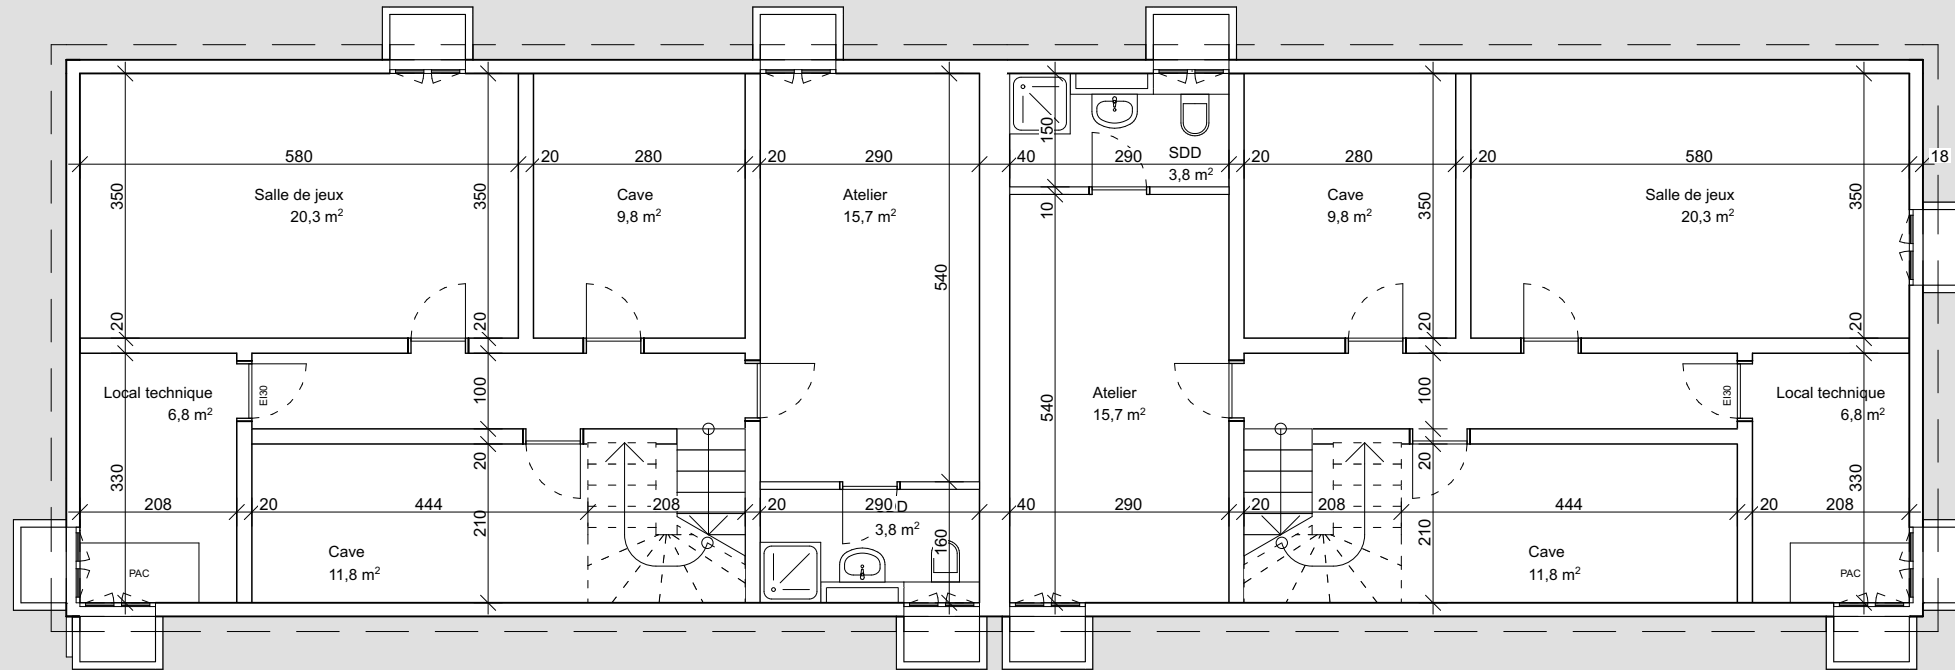 580
20
280
20
290
40
290
20
280
20
580
18
350
350
150
10
350
350
Salle de jeux
20,3 m²
Cave
9,8 m²
Atelier
15,7 m²
SDD
3,8 m²
Cave
9,8 m²
Salle de jeux
20,3 m²
540
20
20
20
20
Local technique
6,8 m²
EI30
100
Atelier
15,7 m²
540
100
EI30
Local technique
6,8 m²
330
20
20
330
208
20
444
208
20
290
40
290
20
208
444
20
208
210
D
3,8 m²
160
210
Cave
11,8 m²
PAC
Cave
11,8 m²
PAC